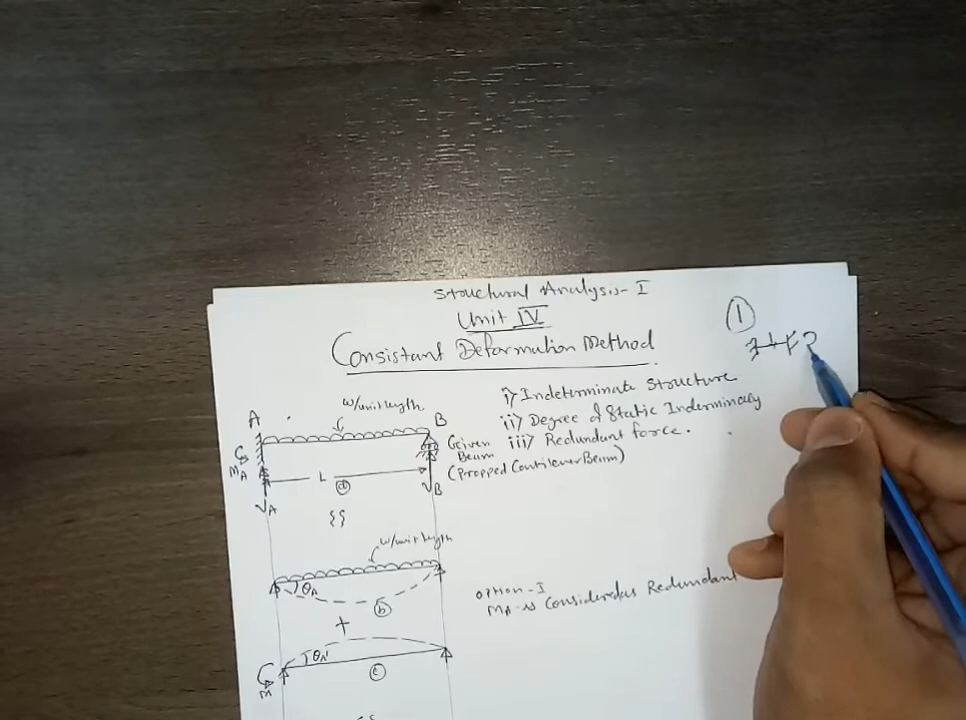 Structural Analysis-I
Unit IV
Consistant Deformation Method
1
i) Indeterminate Structure
ii) Degree of Static Inderminacy
iii) Redundant force.
A
w/unit length
B
Given
Beam
(Propped Cantilever Beam)
MA
L
a
VA
VB
w/unit length
θA
b
+
option-I
MA is Considered as Redundant
θA'
c
M